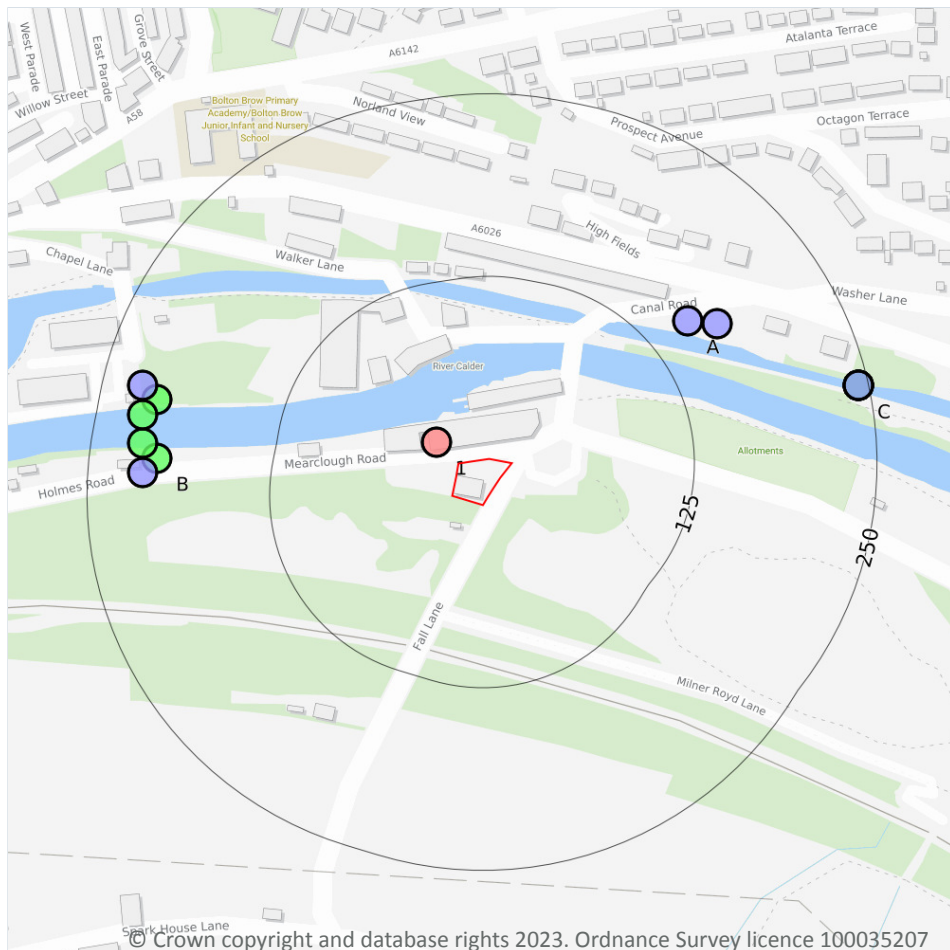 West Parade
East Parade
Grove Street
Willow Street
A58
A6142
Atalanta Terrace
Bolton Brow Primary
Academy/Bolton Brow
Junior,Infant and Nursery
School
Norland View
Prospect Avenue
Octagon Terrace
A6026
High Fields
Chapel Lane
Walker Lane
Canal Road
Washer Lane
A
River Calder
C
Mearclough Road
1
Allotments
Holmes Road
B
125
250
Fall Lane
Milner Royd Lane
Spark House Lane
© Crown copyright and database rights 2023. Ordnance Survey licence 100035207